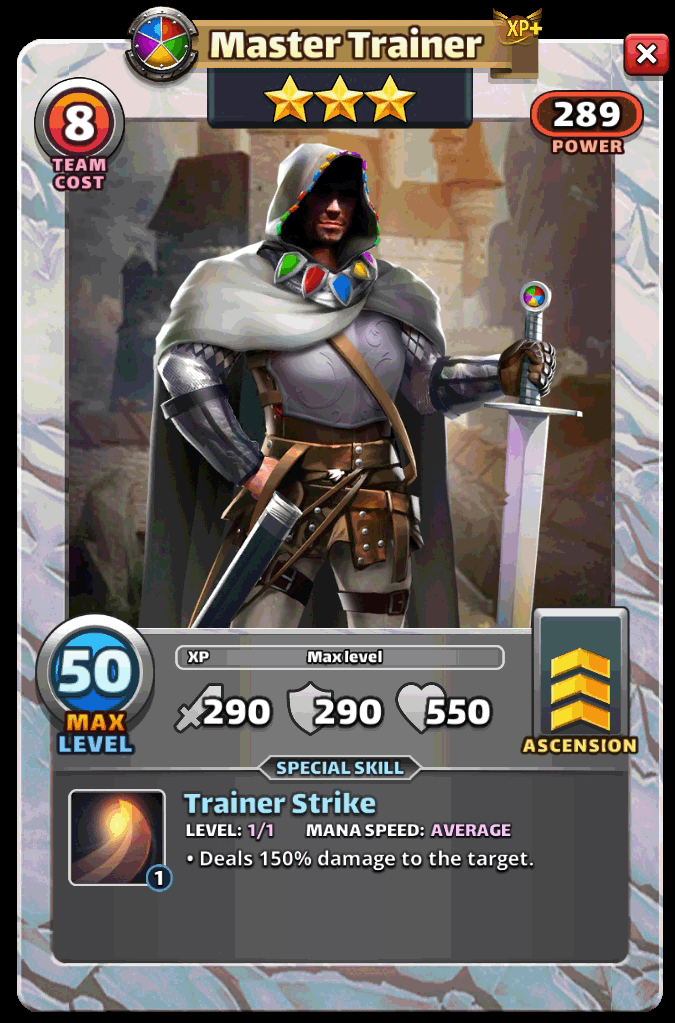 Master Trainer
XP+
8
TEAM
COST
289
POWER
50
MAX
LEVEL
XP Max level
290 290 550
ASCENSION
SPECIAL SKILL
Trainer Strike
LEVEL: 1/1 MANA SPEED: AVERAGE
• Deals 150% damage to the target.
1